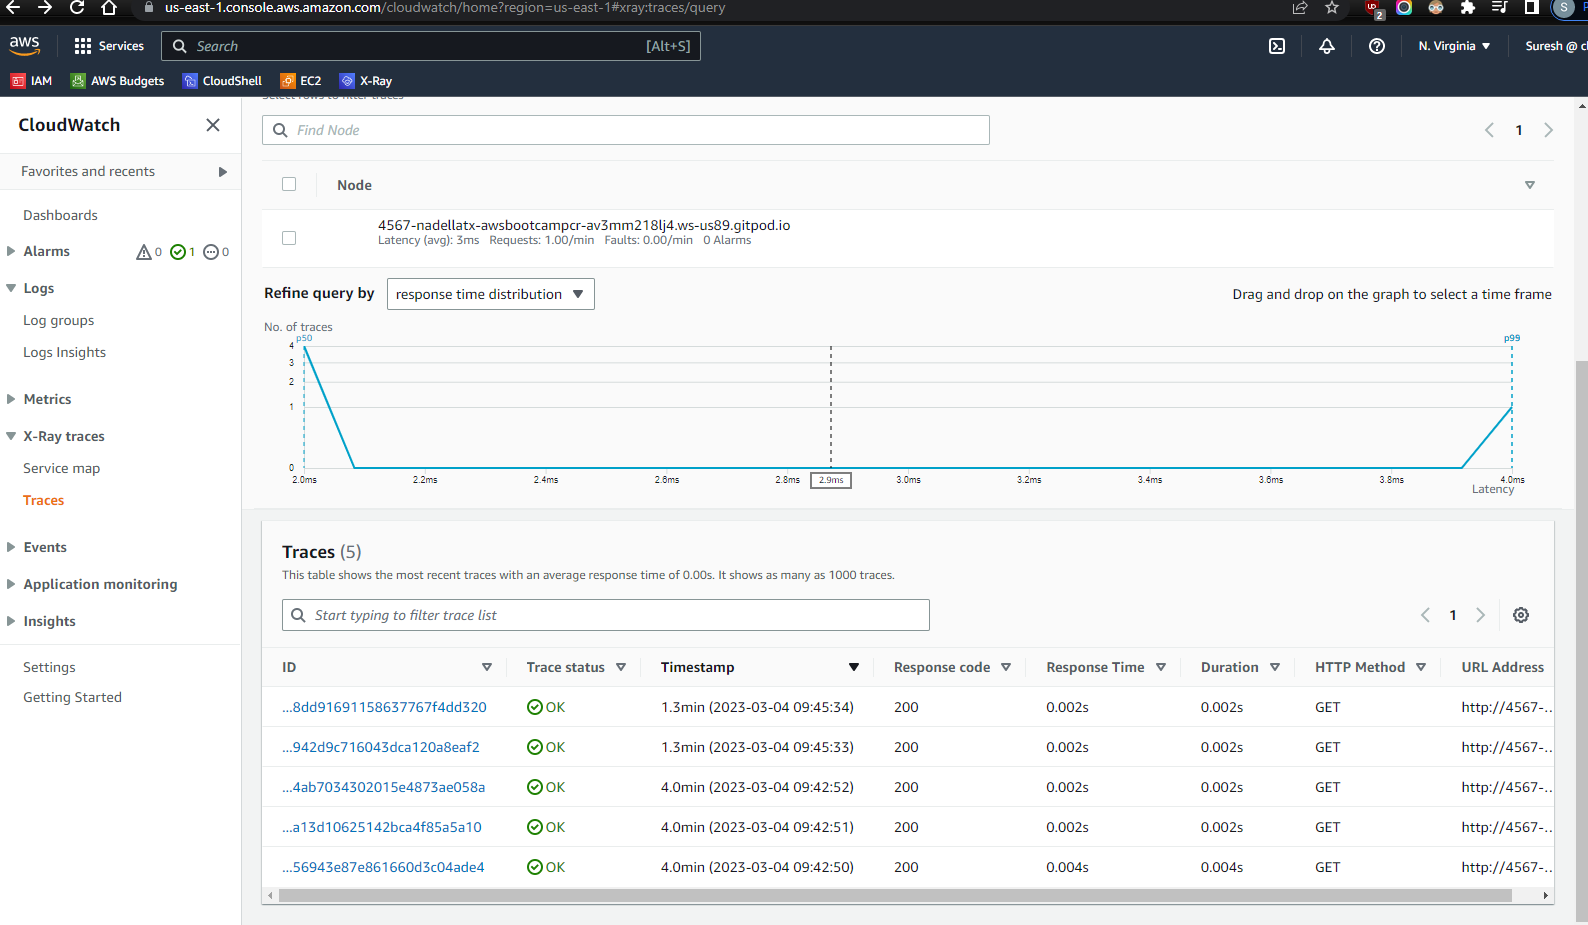 us-east-1.console.aws.amazon.com/cloudwatch/home?region=us-east-1#xray:traces/query
2
S
aws
Services
Search
[Alt+S]
N. Virginia
Suresh @ c
IAM
AWS Budgets
CloudShell
EC2
X-Ray
CloudWatch
Favorites and recents
Dashboards
Alarms
0
1
0
Logs
Log groups
Logs Insights
Metrics
X-Ray traces
Service map
Traces
Events
Application monitoring
Insights
Settings
Getting Started
Select rows to filter traces
Find Node
1
Node
4567-nadellatx-awsbootcampcr-av3mm218lj4.ws-us89.gitpod.io
Latency (avg): 3ms Requests: 1.00/min Faults: 0.00/min 0 Alarms
Refine query by
response time distribution
Drag and drop on the graph to select a time frame
No. of traces
p50
p99
4
3
2
1
0
2.0ms 2.2ms 2.4ms 2.6ms 2.8ms 2.9ms 3.0ms 3.2ms 3.4ms 3.6ms 3.8ms 4.0ms
Latency
Traces (5)
This table shows the most recent traces with an average response time of 0.00s. It shows as many as 1000 traces.
Start typing to filter trace list
1
ID Trace status Timestamp Response code Response Time Duration HTTP Method URL Address
...8dd91691158637767f4dd320 OK 1.3min (2023-03-04 09:45:34) 200 0.002s 0.002s GET http://4567-...
...942d9c716043dca120a8eaf2 OK 1.3min (2023-03-04 09:45:33) 200 0.002s 0.002s GET http://4567-...
...4ab7034302015e4873ae058a OK 4.0min (2023-03-04 09:42:52) 200 0.002s 0.002s GET http://4567-...
...a13d10625142bca4f85a5a10 OK 4.0min (2023-03-04 09:42:51) 200 0.002s 0.002s GET http://4567-...
...56943e87e861660d3c04ade4 OK 4.0min (2023-03-04 09:42:50) 200 0.004s 0.004s GET http://4567-...